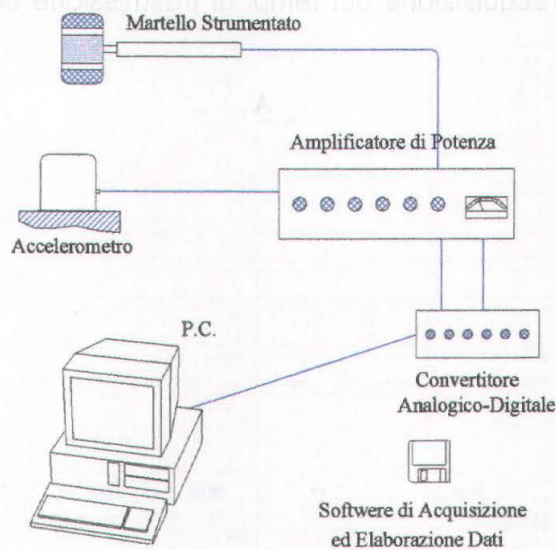 Martello Strumentato
Amplificatore di Potenza
Accelerometro
P.C.
Convertitore
Analogico-Digitale
Softwere di Acquisizione
ed Elaborazione Dati